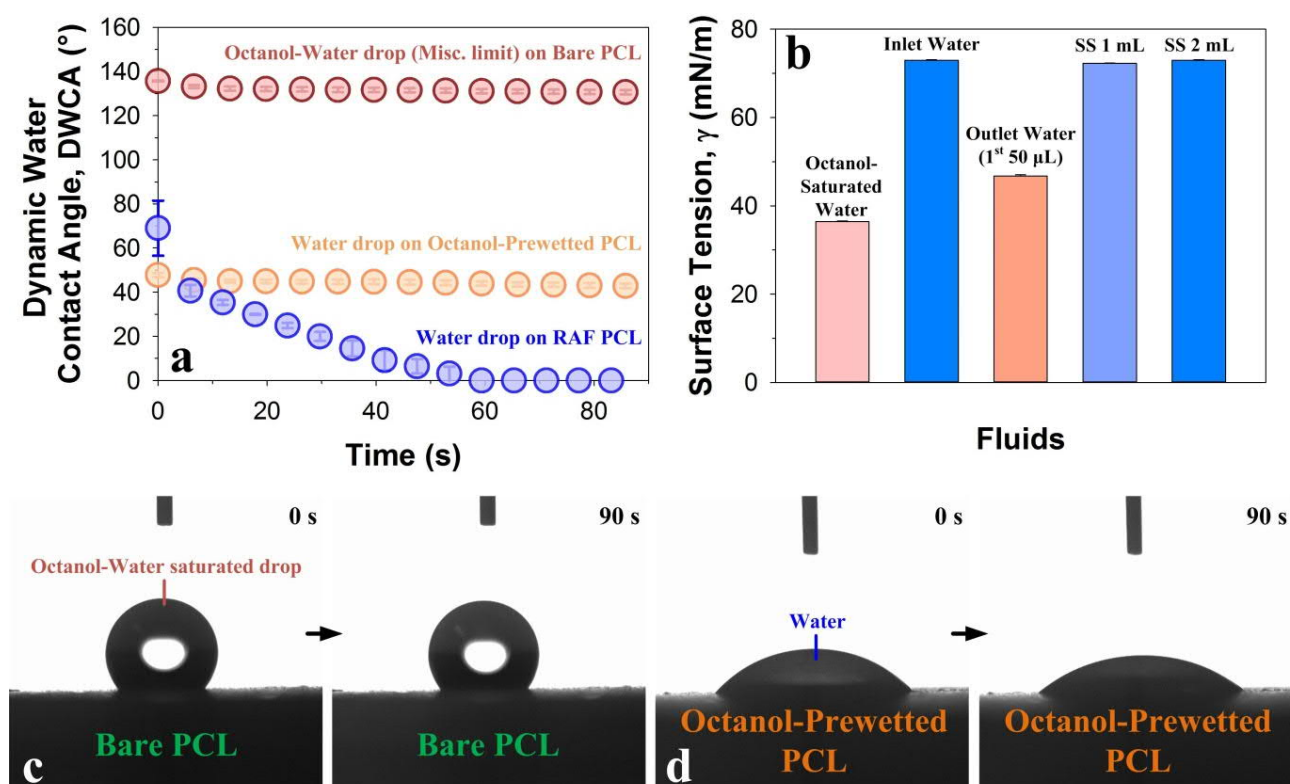 160
140
120
100
80
60
40
20
0
Dynamic Water
Contact Angle, DWCA (°)
Octanol-Water drop (Misc. limit) on Bare PCL
Water drop on Octanol-Prewetted PCL
Water drop on RAF PCL
a
0 20 40 60 80
Time (s)
80
60
40
20
0
Surface Tension, γ (mN/m)
b
Inlet Water
SS 1 mL SS 2 mL
Outlet Water
(1st 50 μL)
Octanol-
Saturated
Water
Fluids
0 s
Octanol-Water saturated drop
Bare PCL
c
90 s
Bare PCL
0 s
Water
Octanol-Prewetted
PCL
d
90 s
Octanol-Prewetted
PCL